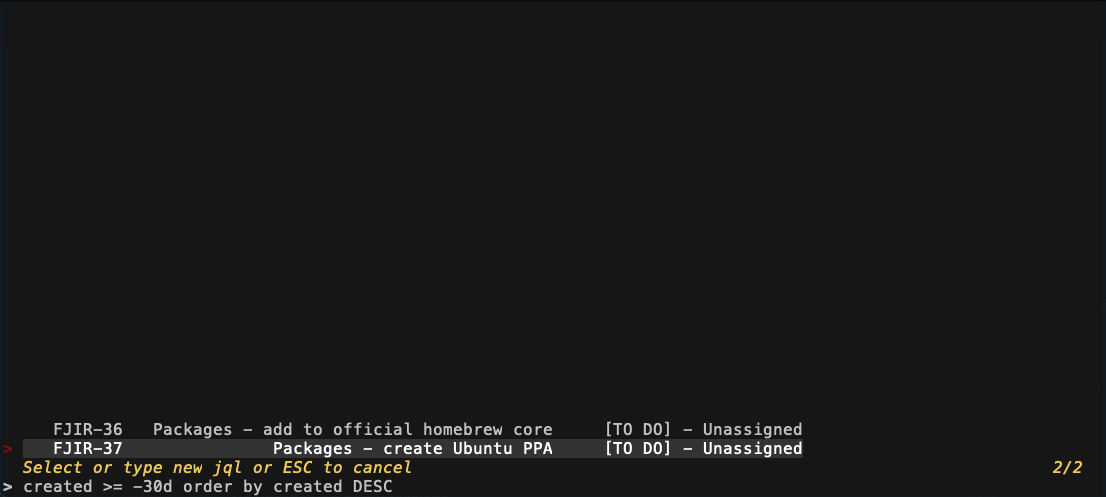 FJIR-36 Packages - add to official homebrew core [TO DO] - Unassigned
> FJIR-37 Packages - create Ubuntu PPA [TO DO] - Unassigned
Select or type new jql or ESC to cancel 2/2
> created >= -30d order by created DESC